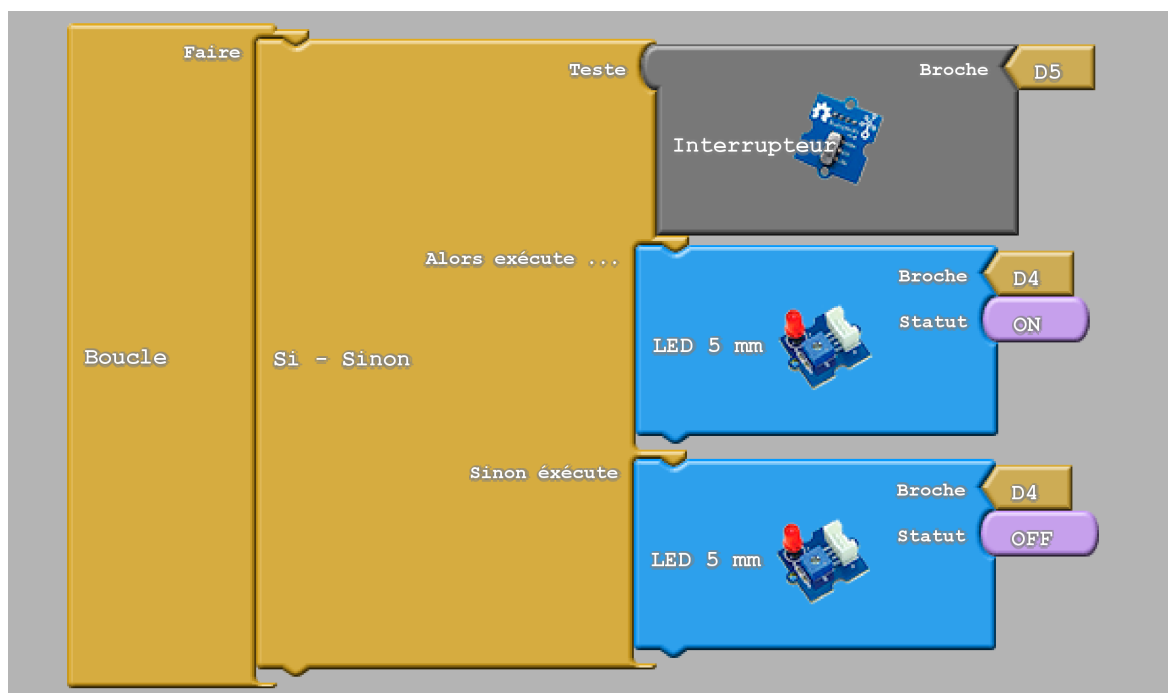 Faire
Teste
Broche D5
Interrupteur
Alors exécute ...
Broche D4
Statut ON
LED 5 mm
Boucle
Si - Sinon
Sinon éxécute
Broche D4
Statut OFF
LED 5 mm